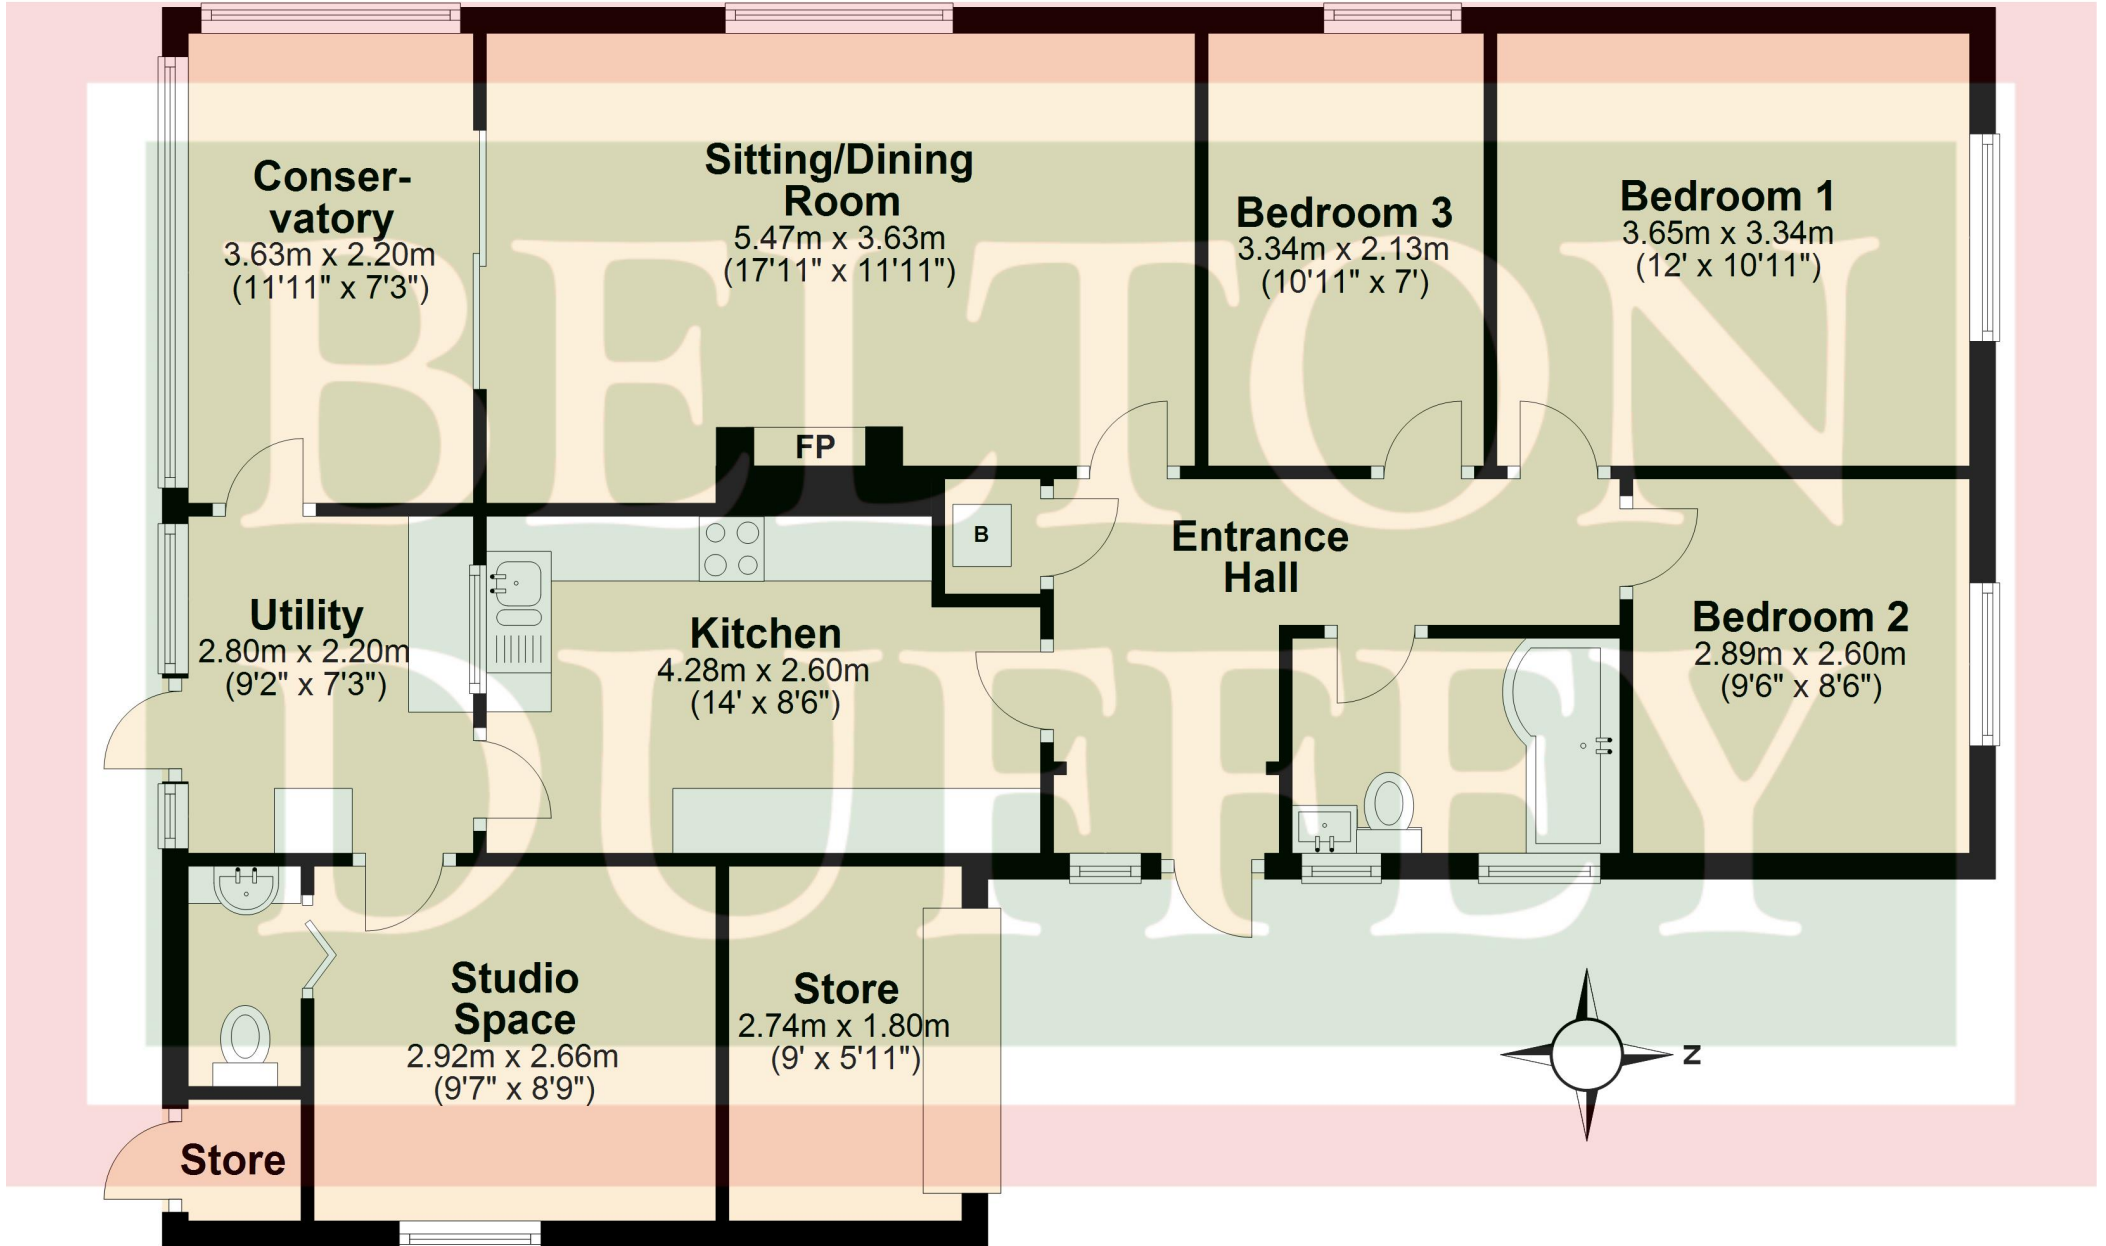 Conser-
vatory
3.63m x 2.20m
(11'11" x 7'3")
Sitting/Dining
Room
5.47m x 3.63m
(17'11" x 11'11")
Bedroom 3
3.34m x 2.13m
(10'11" x 7')
Bedroom 1
3.65m x 3.34m
(12' x 10'11")
BELTON
FP
B
Entrance
Hall
Utility
2.80m x 2.20m
(9'2" x 7'3")
Kitchen
4.28m x 2.60m
(14' x 8'6")
Bedroom 2
2.89m x 2.60m
(9'6" x 8'6")
DUFFEY
Studio
Space
2.92m x 2.66m
(9'7" x 8'9")
Store
2.74m x 1.80m
(9' x 5'11")
N
Store